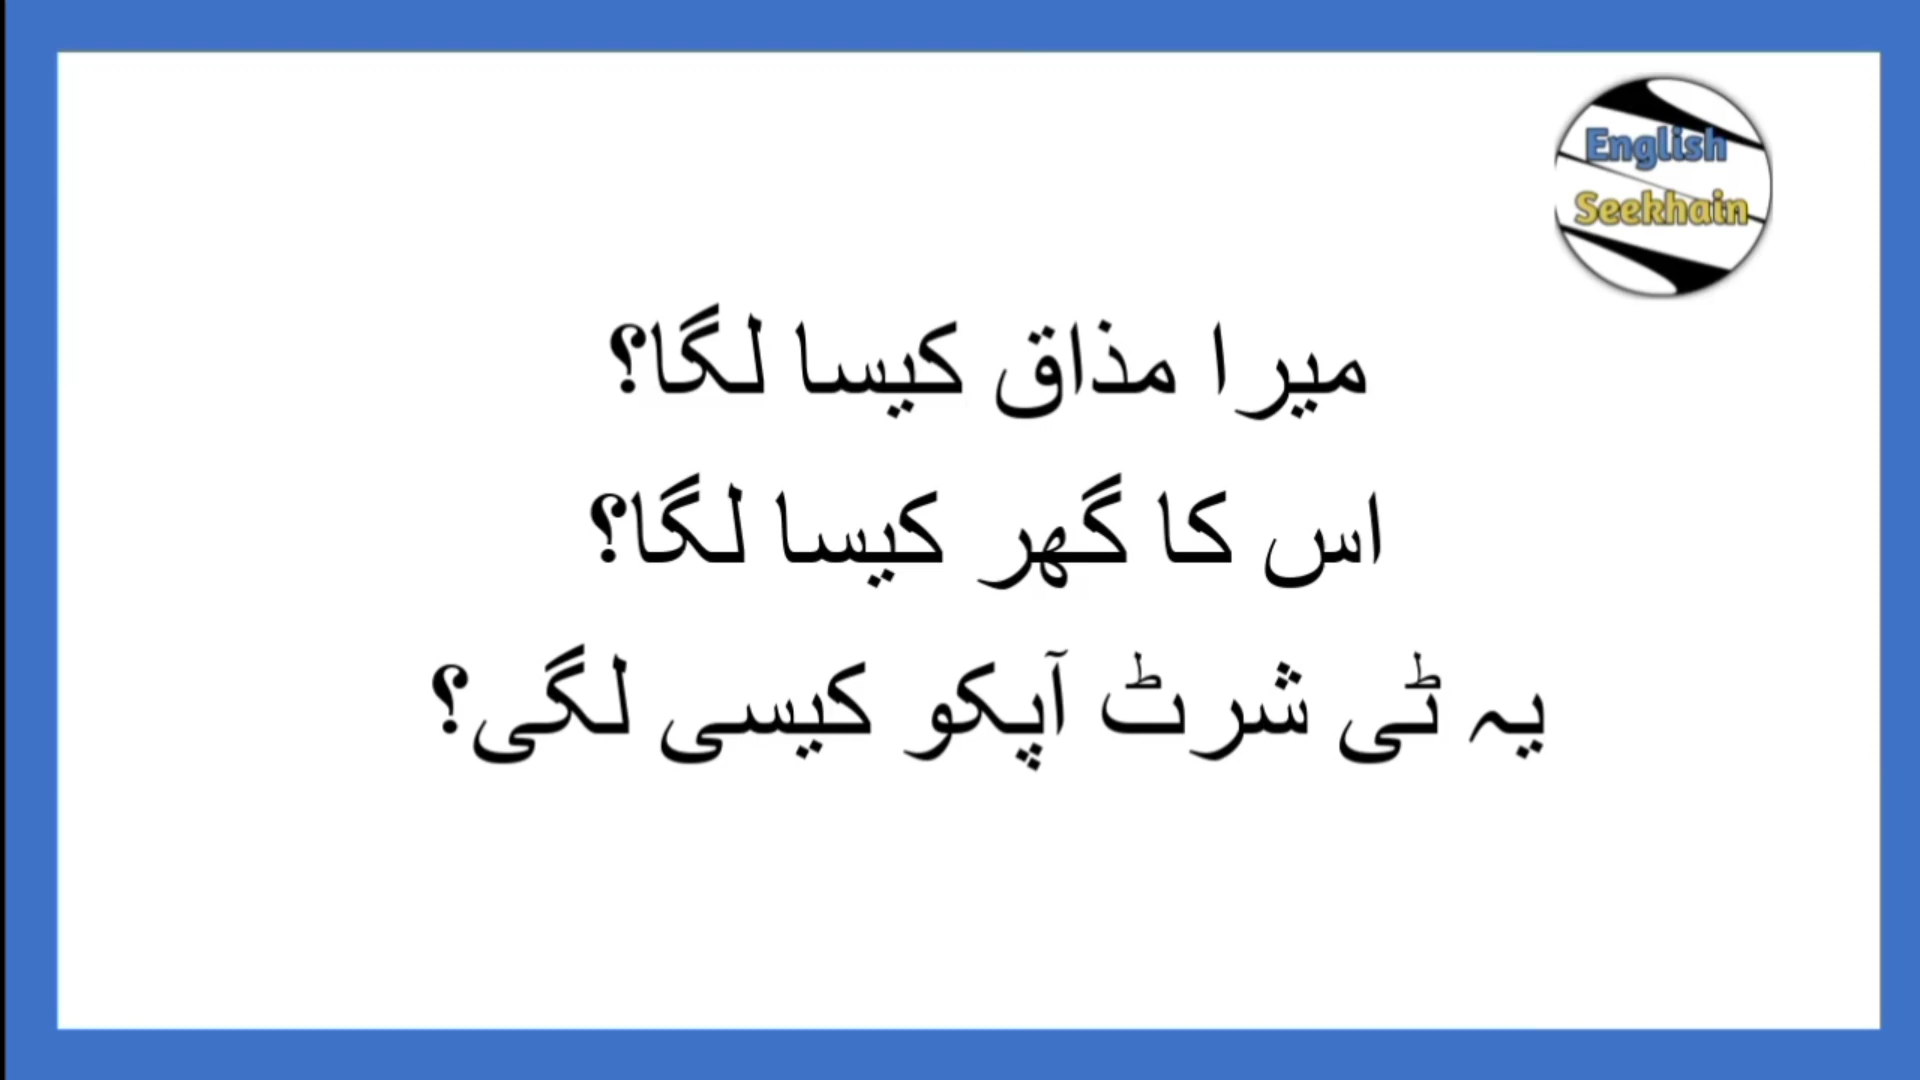 English
Seekhain
میرا مذاق کیسا لگا؟
اس کا گھر کیسا لگا؟
یہ ٹی شرٹ آپکو کیسی لگی؟